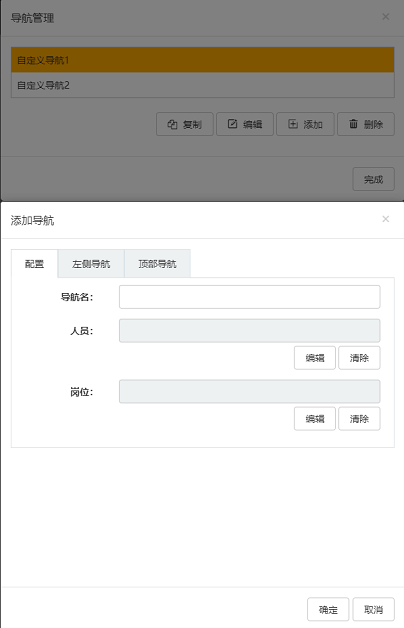 导航管理 ×
自定义导航1
自定义导航2
复制 编辑 添加 删除
完成
添加导航 ×
配置 左侧导航 顶部导航
导航名：
人员：
编辑 清除
岗位：
编辑 清除
确定 取消